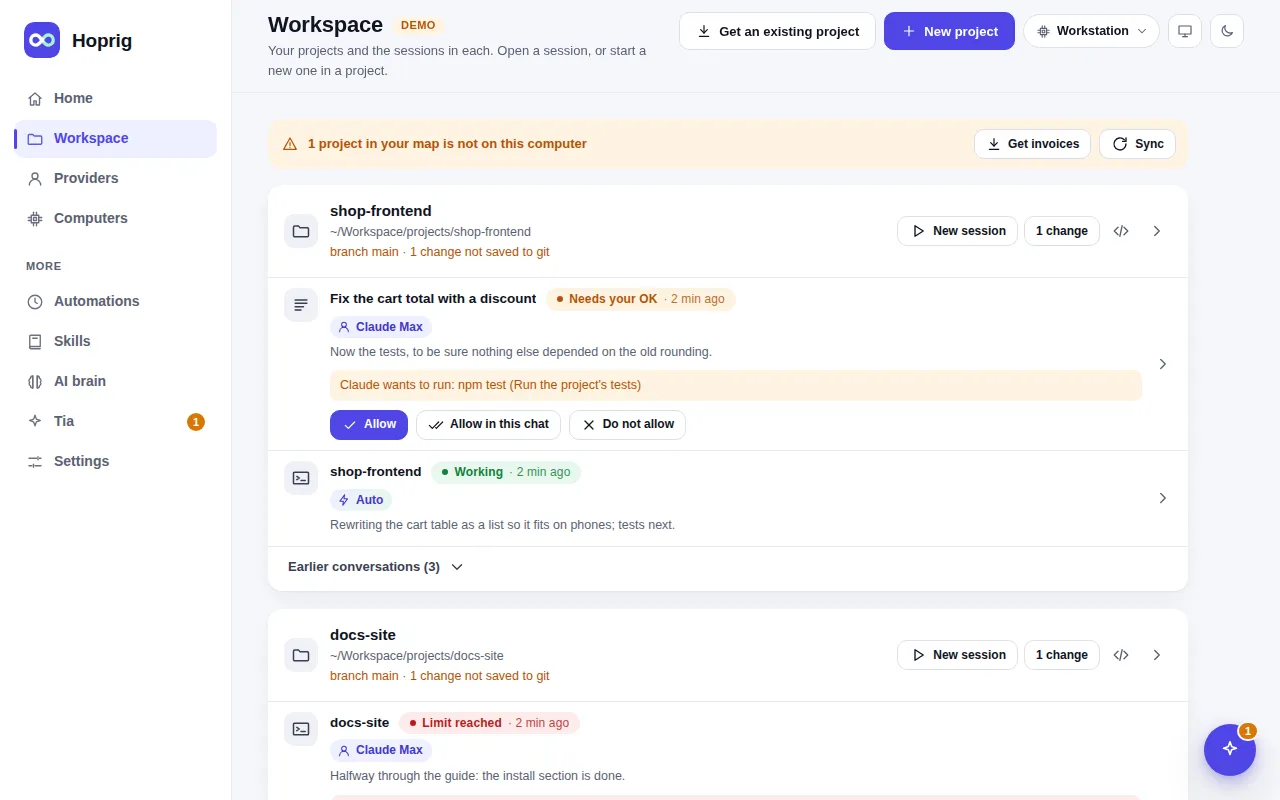 Hoprig
Home
Workspace
Providers
Computers
MORE
Automations
Skills
AI brain
Tia
1
Settings
Workspace
DEMO
Your projects and the sessions in each. Open a session, or start a
new one in a project.
Get an existing project
New project
Workstation
1 project in your map is not on this computer
Get invoices
Sync
shop-frontend
~/Workspace/projects/shop-frontend
branch main · 1 change not saved to git
New session
1 change
Fix the cart total with a discount
Needs your OK · 2 min ago
Claude Max
Now the tests, to be sure nothing else depended on the old rounding.
Claude wants to run: npm test (Run the project's tests)
Allow
Allow in this chat
Do not allow
shop-frontend
Working · 2 min ago
Auto
Rewriting the cart table as a list so it fits on phones; tests next.
Earlier conversations (3)
docs-site
~/Workspace/projects/docs-site
branch main · 1 change not saved to git
New session
1 change
docs-site
Limit reached · 2 min ago
Claude Max
Halfway through the guide: the install section is done.
1